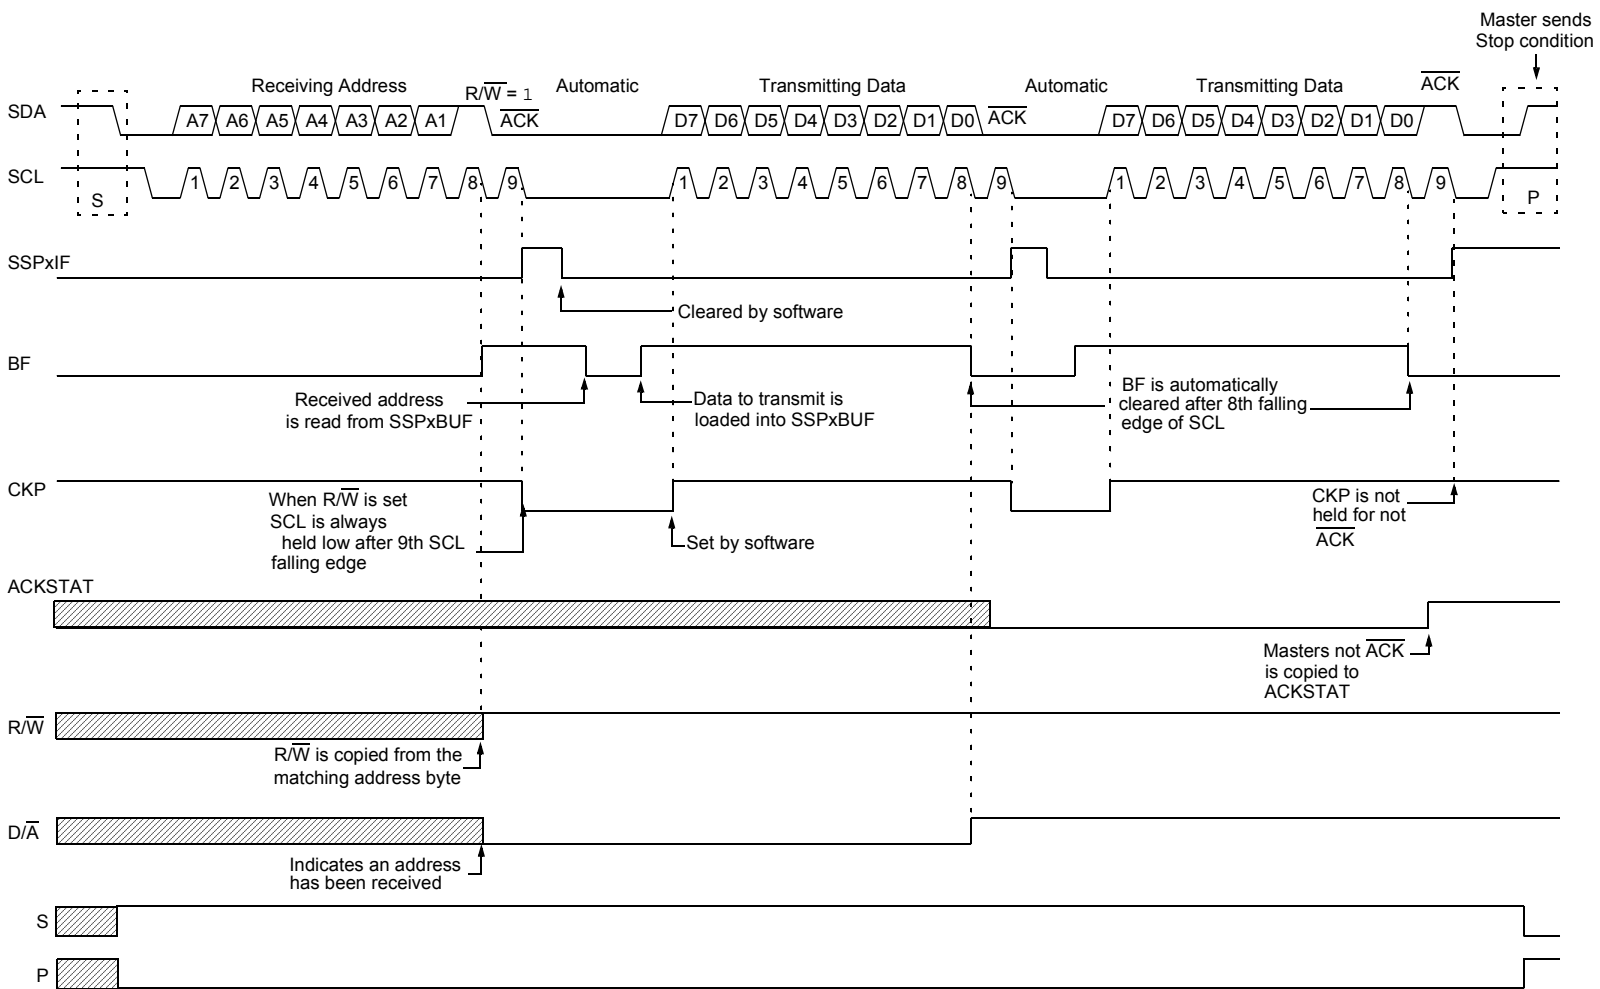 Master sends
Stop condition
Receiving Address
R/W̅ = 1
Automatic
Transmitting Data
Automatic
Transmitting Data
A̅C̅K̅
SDA
A7 A6 A5 A4 A3 A2 A1
A̅C̅K̅
D7 D6 D5 D4 D3 D2 D1 D0
A̅C̅K̅
D7 D6 D5 D4 D3 D2 D1 D0
SCL
S
1 2 3 4 5 6 7 8 9
1 2 3 4 5 6 7 8 9
1 2 3 4 5 6 7 8 9
P
SSPxIF
Cleared by software
BF
Received address
is read from SSPxBUF
Data to transmit is
loaded into SSPxBUF
BF is automatically
cleared after 8th falling
edge of SCL
CKP
When R/W̅ is set
SCL is always
held low after 9th SCL
falling edge
Set by software
CKP is not
held for not
A̅C̅K̅
ACKSTAT
Masters not A̅C̅K̅
is copied to
ACKSTAT
R/W̅
R/W̅ is copied from the
matching address byte
D/A̅
Indicates an address
has been received
S
P